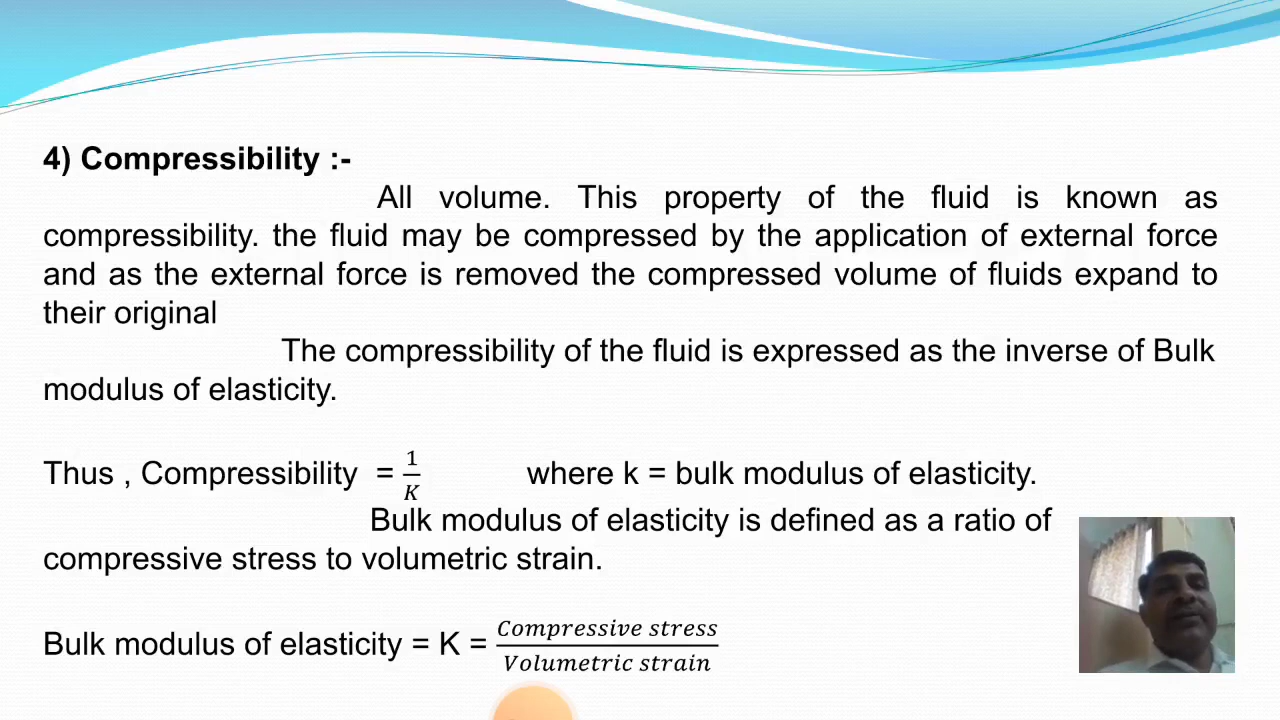 4) Compressibility :-
All volume. This property of the fluid is known as
compressibility. the fluid may be compressed by the application of external force
and as the external force is removed the compressed volume of fluids expand to
their original
The compressibility of the fluid is expressed as the inverse of Bulk
modulus of elasticity.
Thus , Compressibility = 1/K where k = bulk modulus of elasticity.
Bulk modulus of elasticity is defined as a ratio of
compressive stress to volumetric strain.
Bulk modulus of elasticity = K = Compressive stress / Volumetric strain